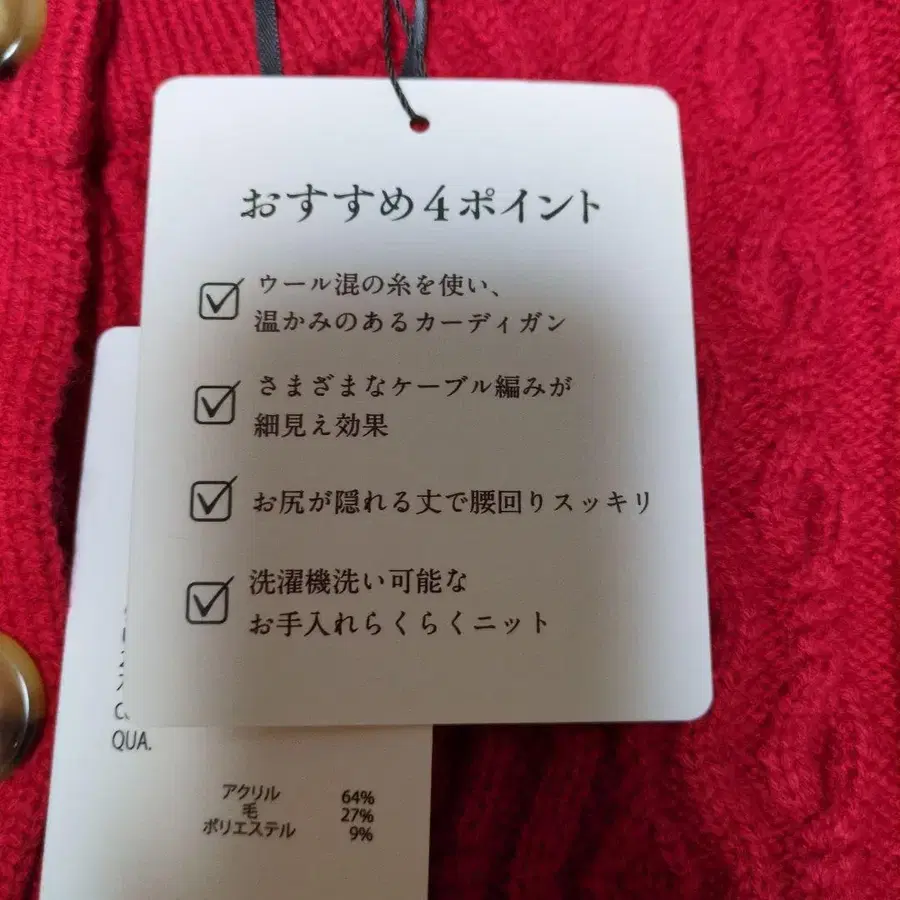 おすすめ4ポイント
ウール混の糸を使い、
温かみのあるカーディガン
さまざまなケーブル編みが
細見え効果
お尻が隠れる丈で腰回りスッキリ
洗濯機洗い可能な
お手入れらくらくニット
QUA.
アクリル 64%
毛 27%
ポリエステル 9%